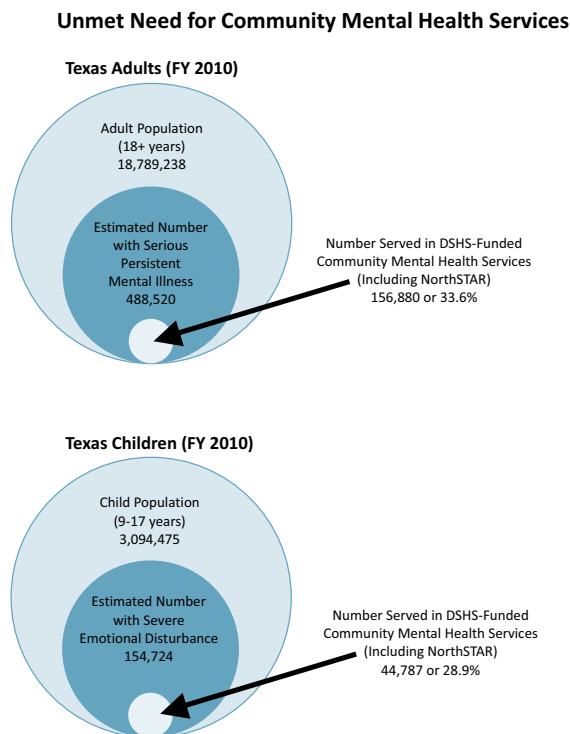 Unmet Need for Community Mental Health Services
Texas Adults (FY 2010)
Adult Population
(18+ years)
18,789,238
Estimated Number
with Serious
Persistent
Mental Illness
488,520
Number Served in DSHS-Funded
Community Mental Health Services
(Including NorthSTAR)
156,880 or 33.6%
Texas Children (FY 2010)
Child Population
(9-17 years)
3,094,475
Estimated Number
with Severe
Emotional Disturbance
154,724
Number Served in DSHS-Funded
Community Mental Health Services
(Including NorthSTAR)
44,787 or 28.9%